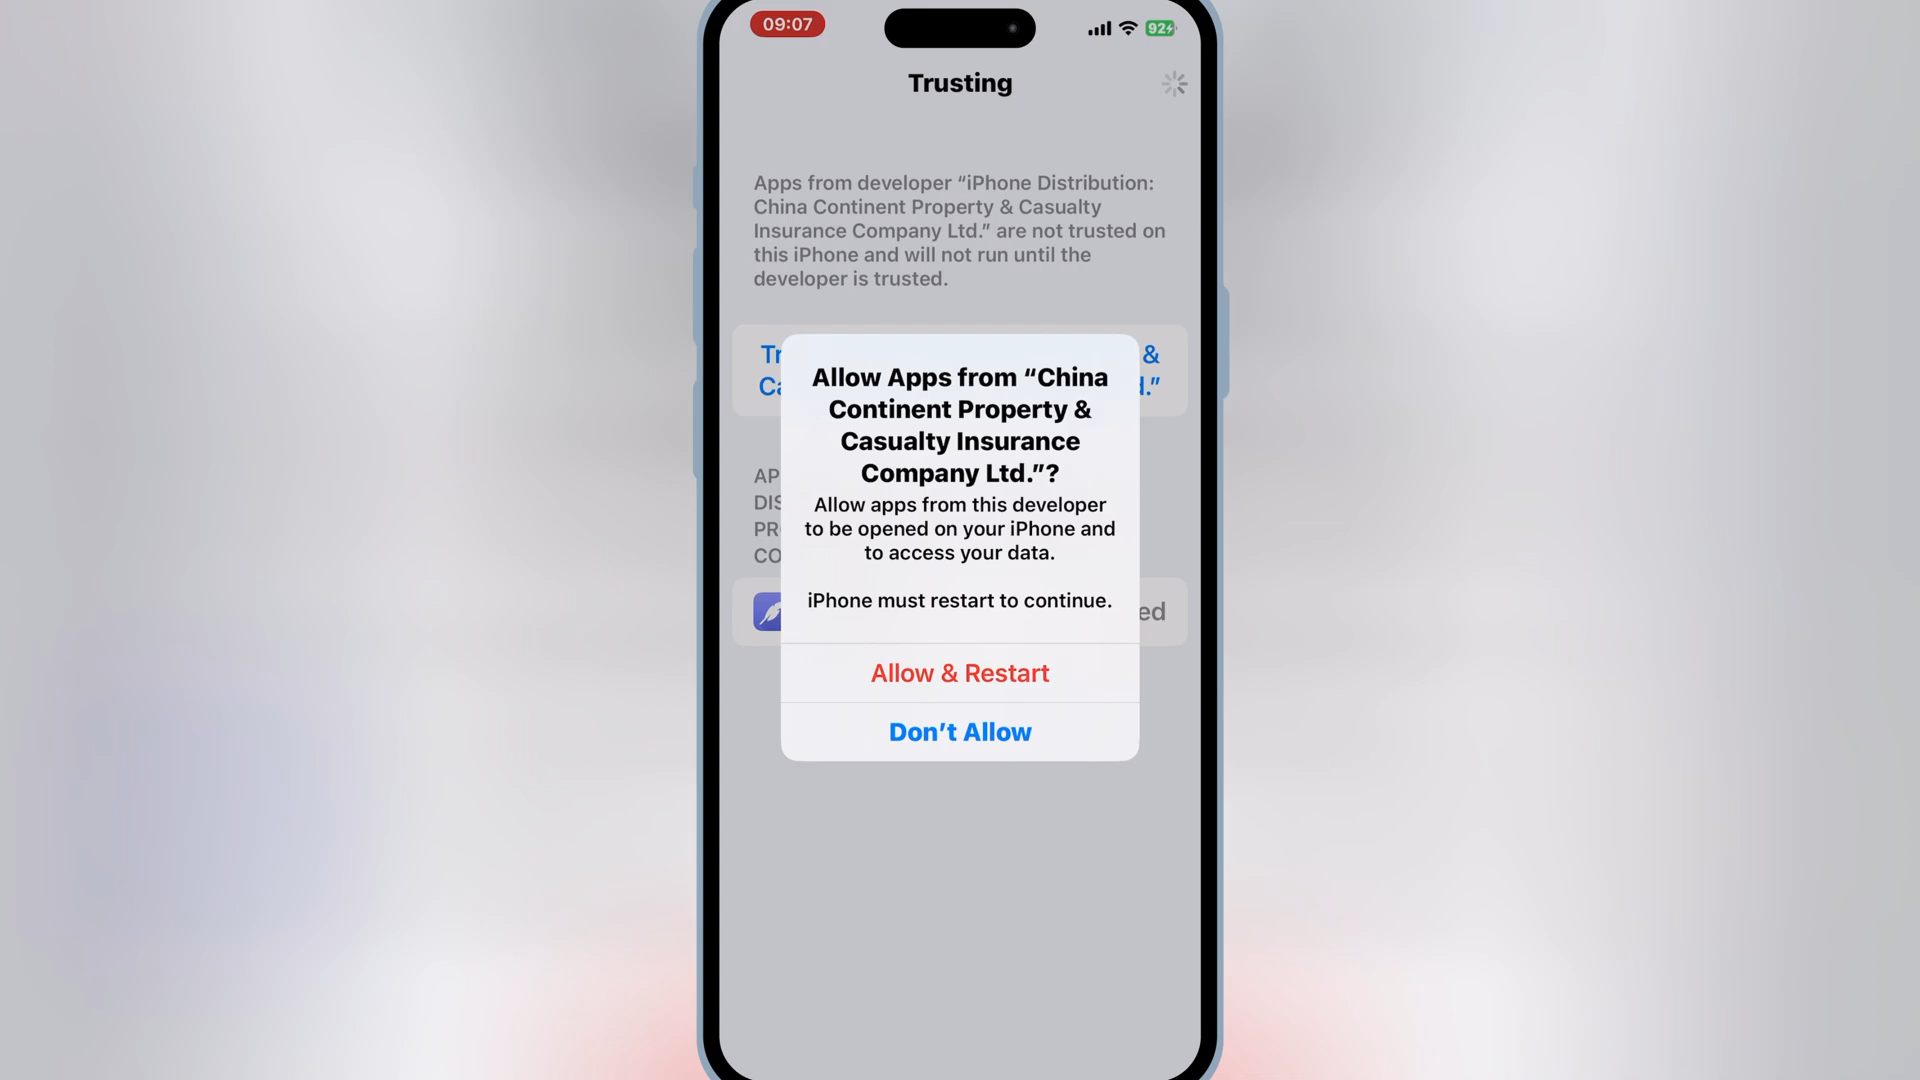 09:07
92
Trusting
Apps from developer “iPhone Distribution:
China Continent Property & Casualty
Insurance Company Ltd.” are not trusted on
this iPhone and will not run until the
developer is trusted.
&
Allow Apps from “China
Continent Property &
Casualty Insurance
Company Ltd.”?
Allow apps from this developer
to be opened on your iPhone and
to access your data.
iPhone must restart to continue.
Allow & Restart
Don’t Allow